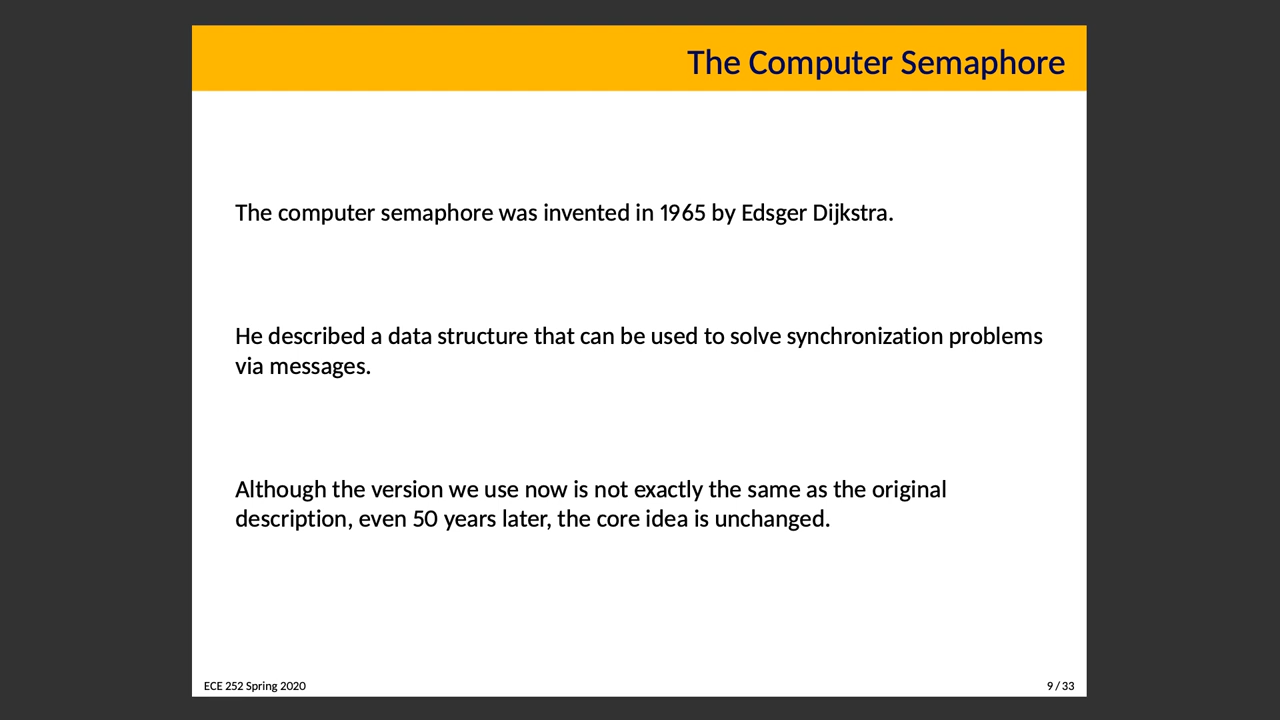 The Computer Semaphore
The computer semaphore was invented in 1965 by Edsger Dijkstra.
He described a data structure that can be used to solve synchronization problems
via messages.
Although the version we use now is not exactly the same as the original
description, even 50 years later, the core idea is unchanged.
ECE 252 Spring 2020
9 / 33